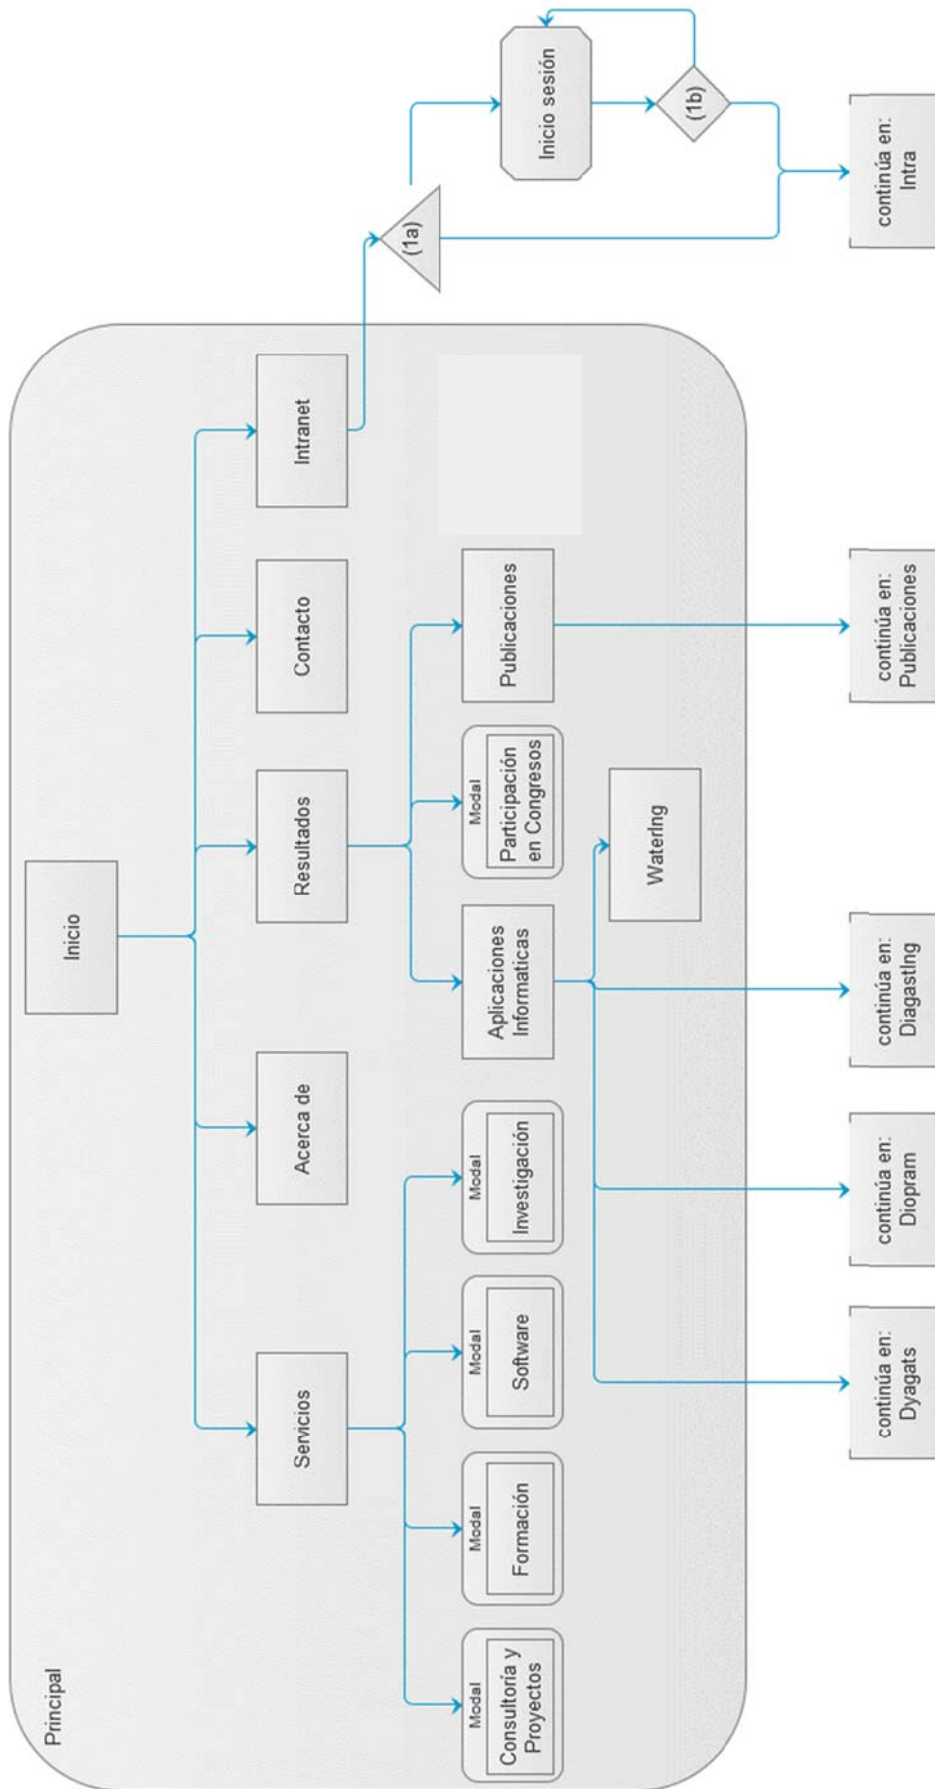 Principal
Inicio
Servicios
Acerca de
Resultados
Contacto
Intranet
(1a)
Inicio sesión
(1b)
Modal
Consultoría y
Proyectos
Modal
Formación
Modal
Software
Modal
Investigación
Aplicaciones
Informaticas
Modal
Participación
en Congresos
Publicaciones
WaterIng
continúa en:
Dyagats
continúa en:
Diopram
continúa en:
DiagastIng
continúa en:
Publicaciones
continúa en:
Intra